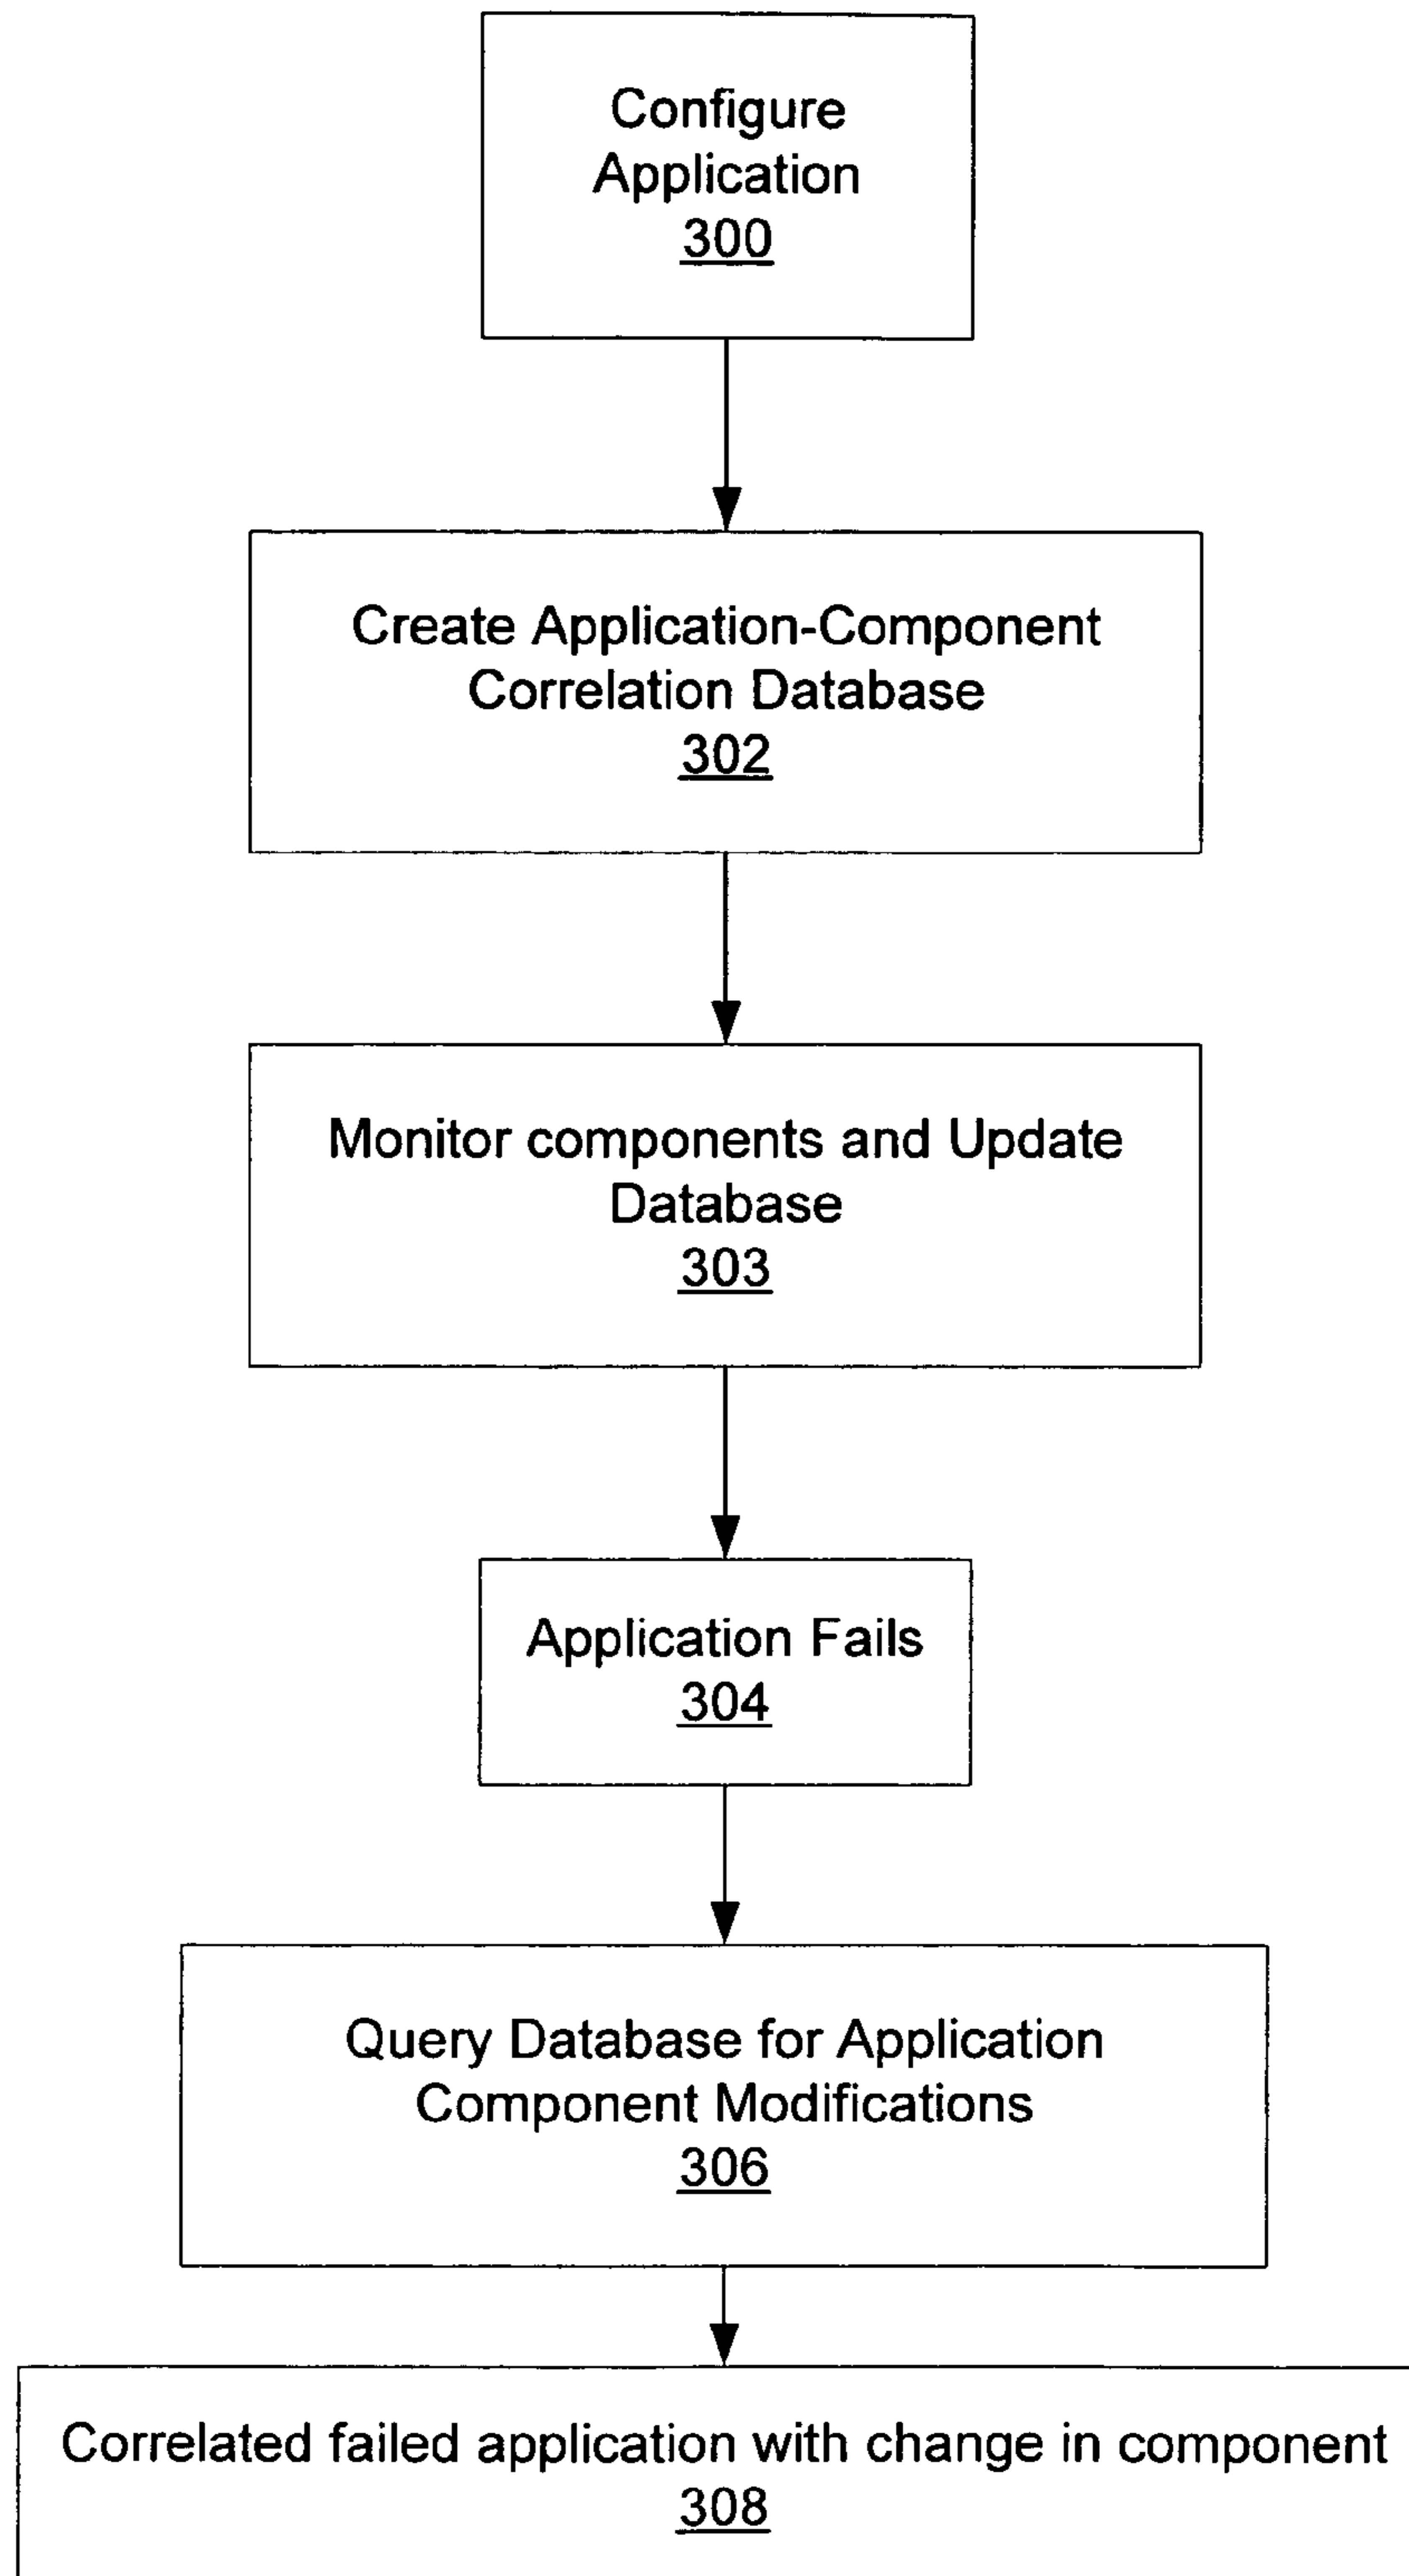 Configure
Application
300
Create Application-Component
Correlation Database
302
Monitor components and Update
Database
303
Application Fails
304
Query Database for Application
Component Modifications
306
Correlated failed application with change in component
308